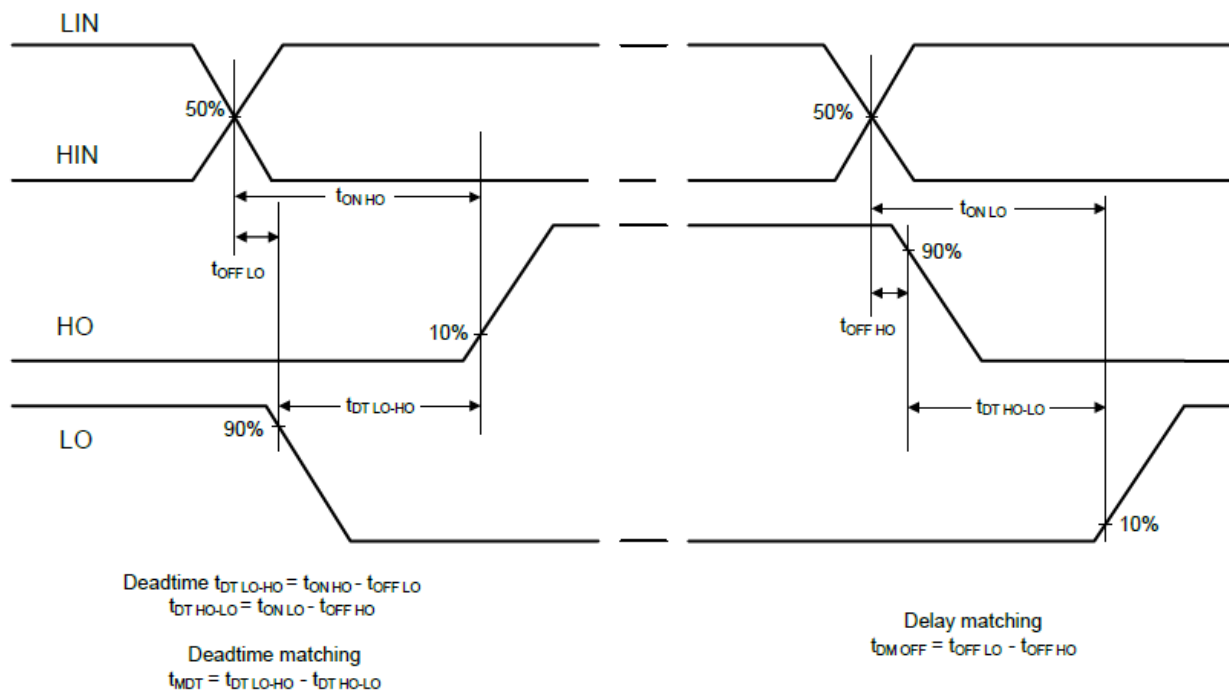 LIN
50%
50%
HIN
tON HO
tON LO
tOFF LO
90%
HO
10%
tOFF HO
tDT LO-HO
tDT HO-LO
LO
90%
10%
Deadtime tDT LO-HO = tON HO - tOFF LO
tDT HO-LO = tON LO - tOFF HO
Deadtime matching
tMDT = tDT LO-HO - tDT HO-LO
Delay matching
tDM OFF = tOFF LO - tOFF HO